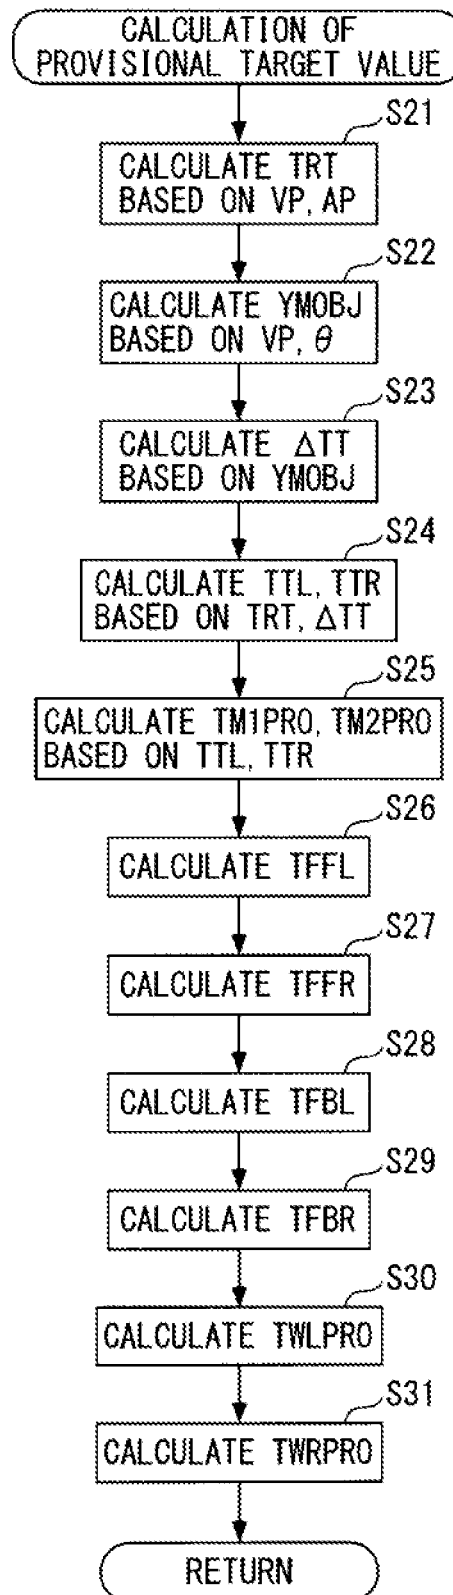 CALCULATION OF
PROVISIONAL TARGET VALUE
S21
CALCULATE TRT
BASED ON VP, AP
S22
CALCULATE YMOBJ
BASED ON VP, θ
S23
CALCULATE ΔTT
BASED ON YMOBJ
S24
CALCULATE TTL, TTR
BASED ON TRT, ΔTT
S25
CALCULATE TM1PRO, TM2PRO
BASED ON TTL, TTR
S26
CALCULATE TFFL
S27
CALCULATE TFFR
S28
CALCULATE TFBL
S29
CALCULATE TFBR
S30
CALCULATE TWLPRO
S31
CALCULATE TWRPRO
RETURN